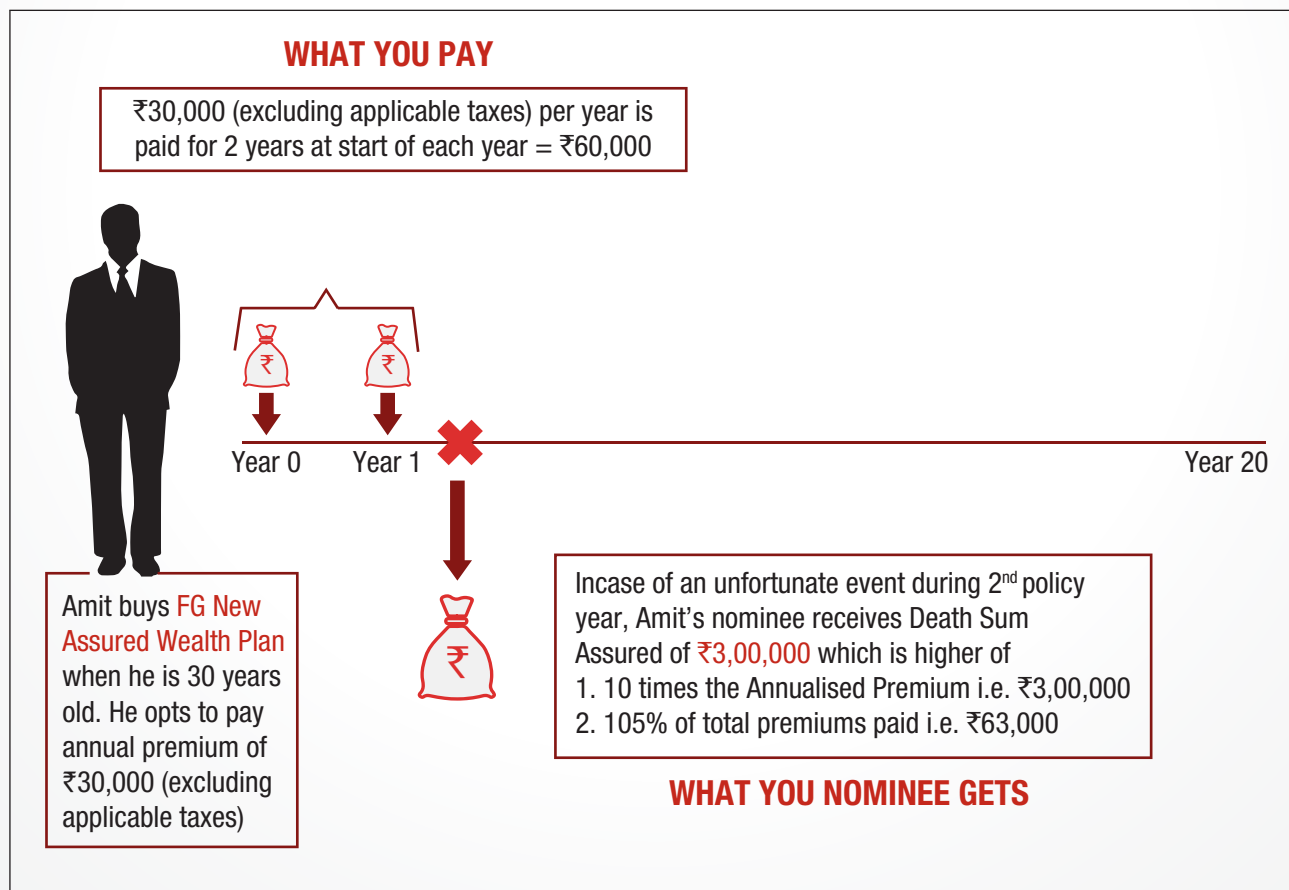 WHAT YOU PAY
₹30,000 (excluding applicable taxes) per year is
paid for 2 years at start of each year = ₹60,000
₹
₹
Year 0
Year 1
Year 20
₹
Amit buys FG New
Assured Wealth Plan
when he is 30 years
old. He opts to pay
annual premium of
₹30,000 (excluding
applicable taxes)
Incase of an unfortunate event during 2nd policy
year, Amit’s nominee receives Death Sum
Assured of ₹3,00,000 which is higher of
1. 10 times the Annualised Premium i.e. ₹3,00,000
2. 105% of total premiums paid i.e. ₹63,000
WHAT YOU NOMINEE GETS